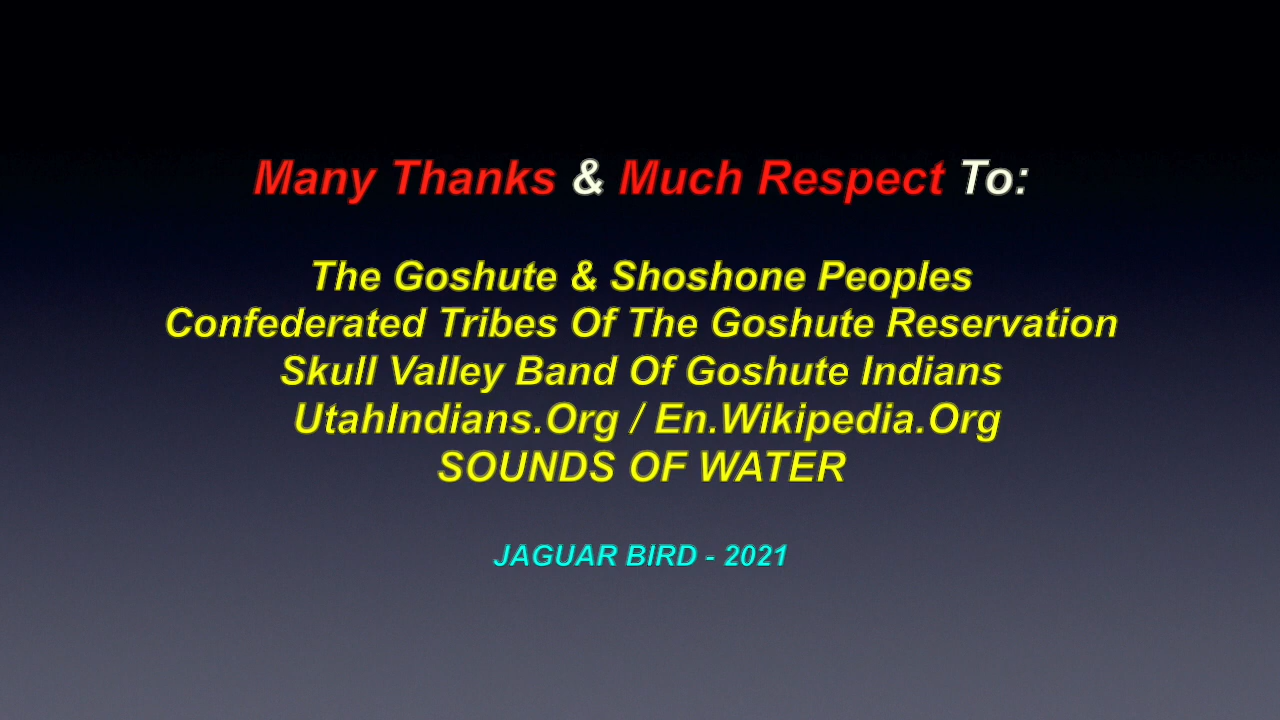 Many Thanks & Much Respect To:
The Goshute & Shoshone Peoples
Confederated Tribes Of The Goshute Reservation
Skull Valley Band Of Goshute Indians
UtahIndians.Org / En.Wikipedia.Org
SOUNDS OF WATER
JAGUAR BIRD - 2021